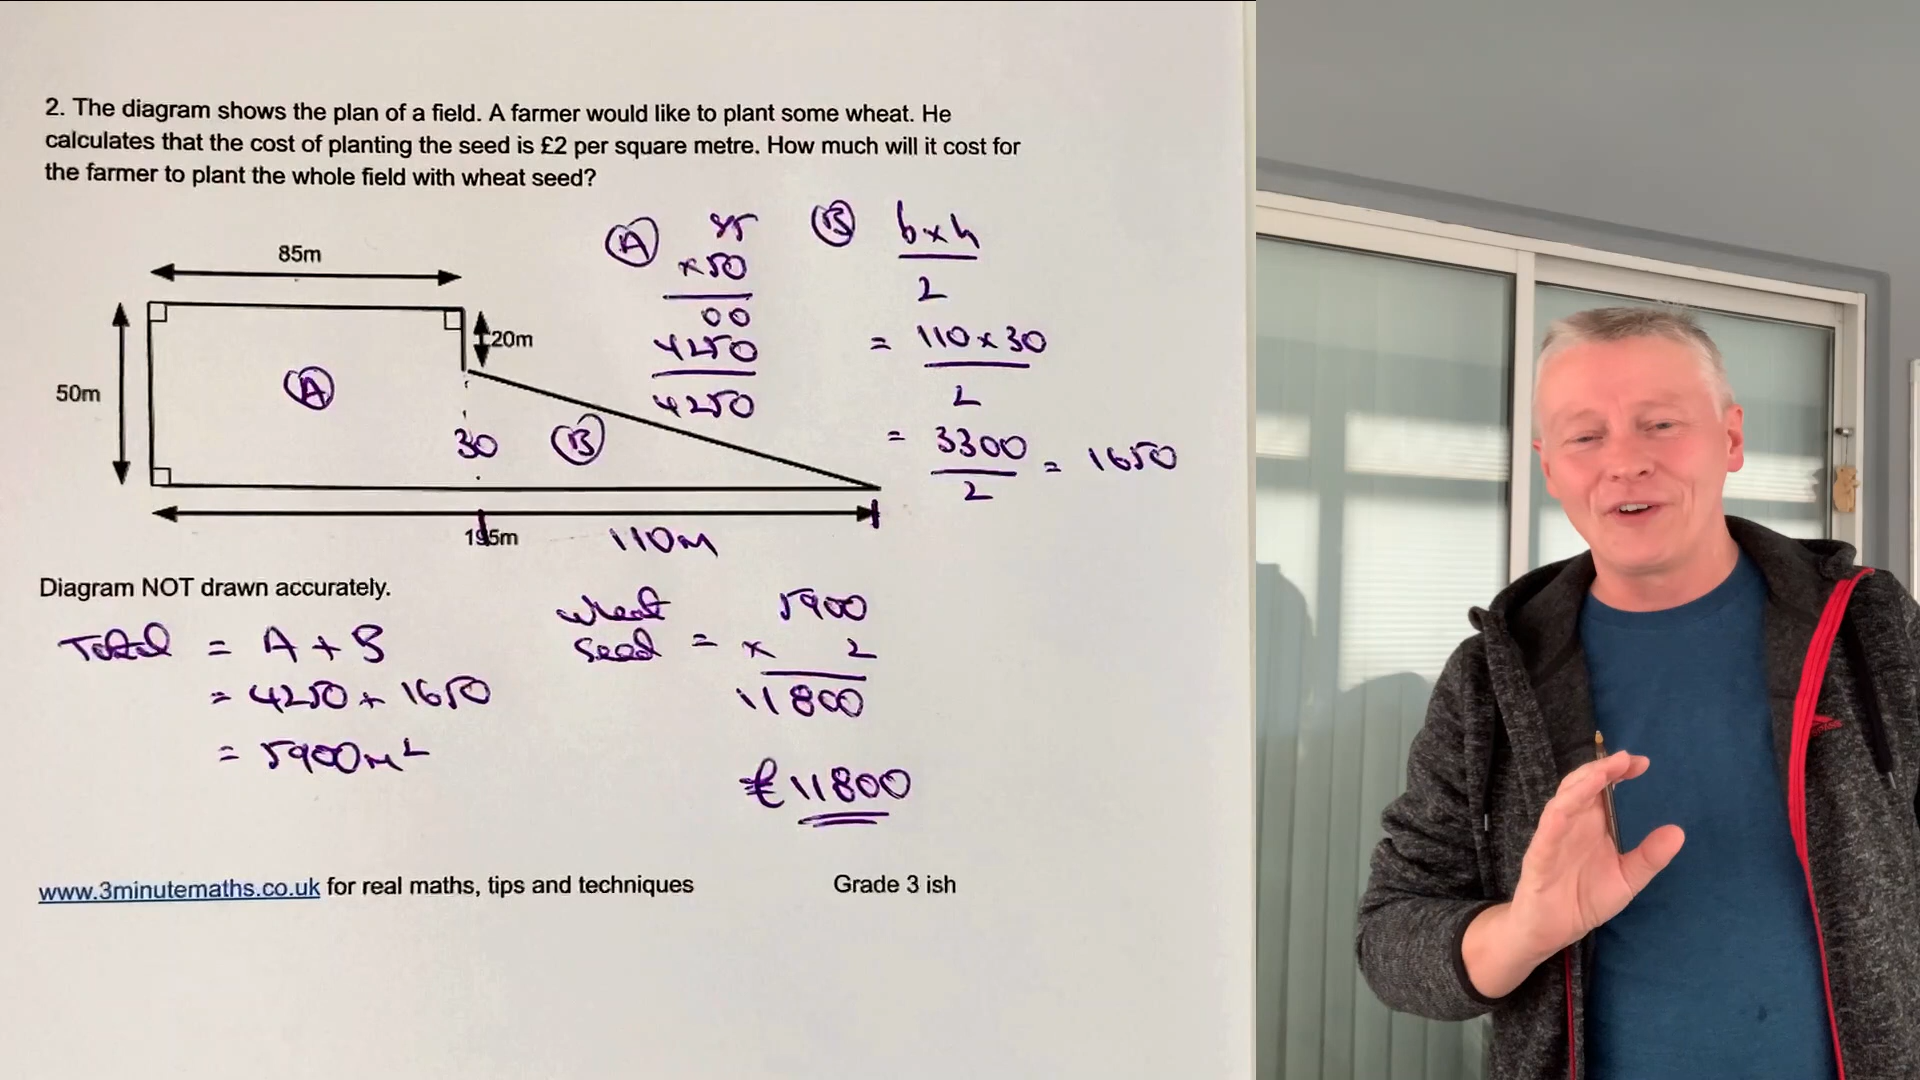 2. The diagram shows the plan of a field. A farmer would like to plant some wheat. He
calculates that the cost of planting the seed is £2 per square metre. How much will it cost for
the farmer to plant the whole field with wheat seed?
85m
50m
20m
A
30
B
195m
110m
A
85
x50
00
4250
4250
B
b x h
2
= 110 x 30
2
= 3300
2
= 1650
Diagram NOT drawn accurately.
Total = A + B
= 4250 + 1650
= 5900m²
wheat
seed =
5900
x 2
11800
£11800
www.3minutemaths.co.uk for real maths, tips and techniques
Grade 3 ish